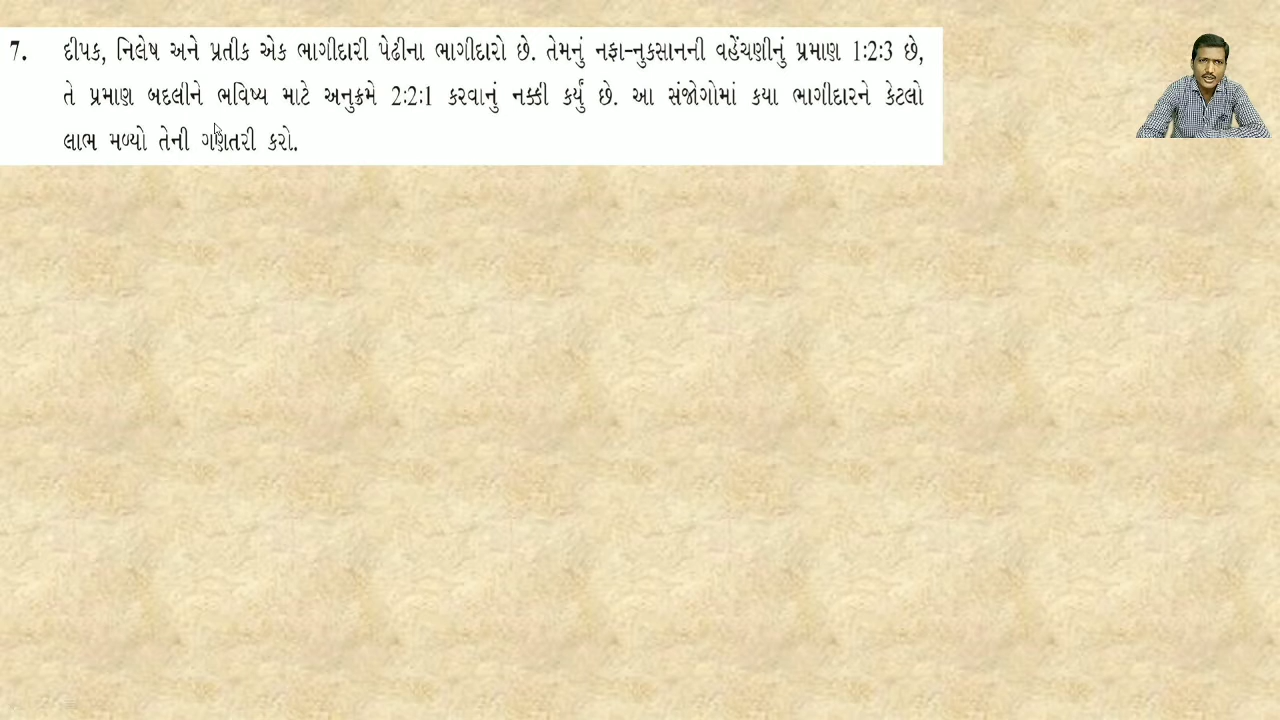 7. દીપક, નિલેષ અને પ્રતીક એક ભાગીદારી પેઢીના ભાગીદારો છે. તેમનું નફા-નુકસાનની વહેંચણીનું પ્રમાણ 1:2:3 છે,
તે પ્રમાણ બદલીને ભવિષ્ય માટે અનુક્રમે 2:2:1 કરવાનું નક્કી કર્યું છે. આ સંજોગોમાં કયા ભાગીદારને કેટલો
લાભ મળ્યો તેની ગણતરી કરો.